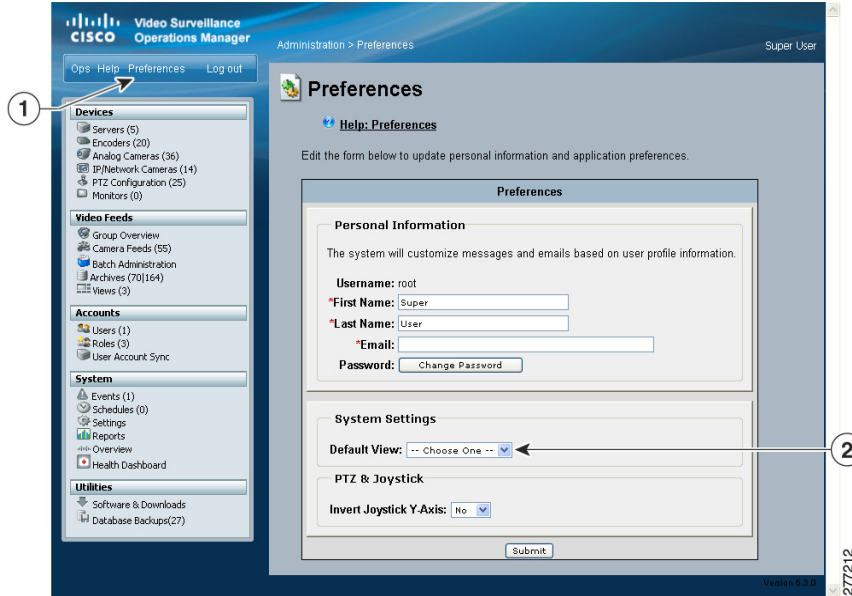 CISCO
Video Surveillance
Operations Manager
Administration > Preferences
Super User
Ops Help Preferences Log out
1
Devices
Servers (5)
Encoders (20)
Analog Cameras (36)
IP/Network Cameras (14)
PTZ Configuration (25)
Monitors (0)
Video Feeds
Group Overview
Camera Feeds (55)
Batch Administration
Archives (70|164)
Views (3)
Accounts
Users (1)
Roles (3)
User Account Sync
System
Events (1)
Schedules (0)
Settings
Reports
Overview
Health Dashboard
Utilities
Software & Downloads
Database Backups(27)
Preferences
Help: Preferences
Edit the form below to update personal information and application preferences.
Preferences
Personal Information
The system will customize messages and emails based on user profile information.
Username: root
*First Name: Super
*Last Name: User
*Email:
Password: Change Password
System Settings
Default View: -- Choose One --
2
PTZ & Joystick
Invert Joystick Y-Axis: No
Submit
Version 6.3.0
277212